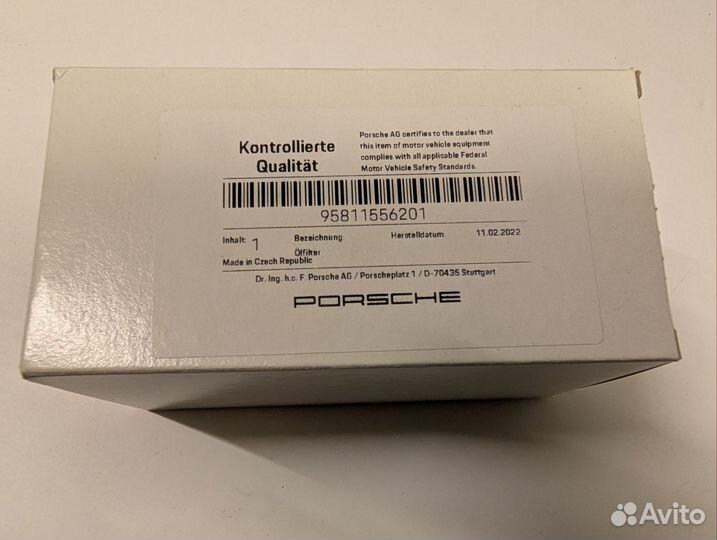 Kontrollierte
Qualität
Porsche AG certifies to the dealer that
this item of motor vehicle equipment
complies with all applicable Federal
Motor Vehicle Safety Standards.
95811556201
Inhalt: 1 Bezeichnung Herstelldatum. 11.02.2022
Ölfilter
Made in Czech Republic
Dr. Ing. h.c. F. Porsche AG / Porscheplatz 1 / D-70435 Stuttgart
PORSCHE
Avito